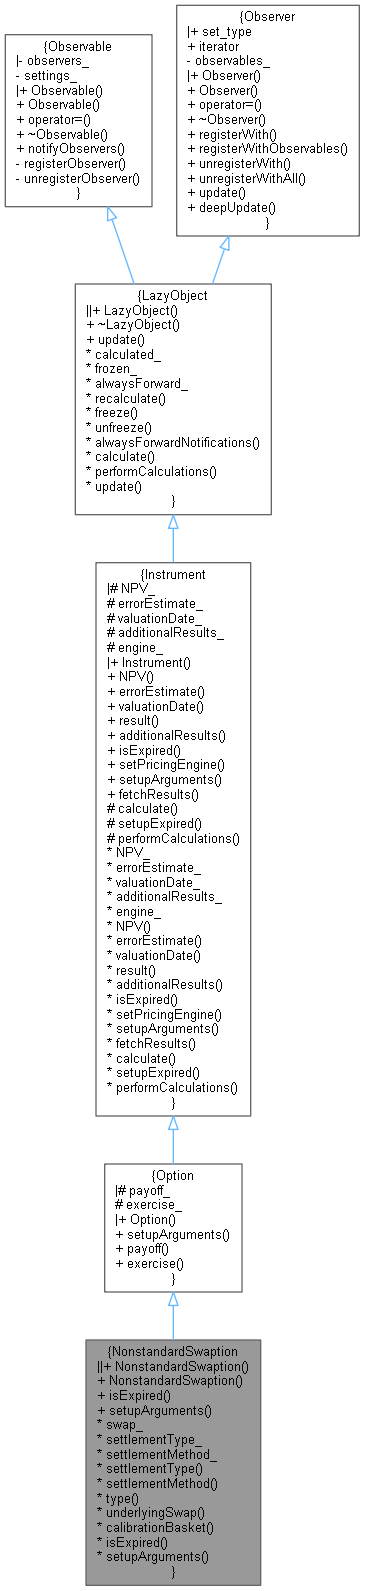 {Observable
|- observers_
- settings_
|+ Observable()
+ Observable()
+ operator=()
+ ~Observable()
+ notifyObservers()
- registerObserver()
- unregisterObserver()
}
{Observer
|+ set_type
+ iterator
- observables_
|+ Observer()
+ Observer()
+ operator=()
+ ~Observer()
+ registerWith()
+ registerWithObservables()
+ unregisterWith()
+ unregisterWithAll()
+ update()
+ deepUpdate()
}
{LazyObject
||+ LazyObject()
+ ~LazyObject()
+ update()
* calculated_
* frozen_
* alwaysForward_
* recalculate()
* freeze()
* unfreeze()
* alwaysForwardNotifications()
* calculate()
* performCalculations()
* update()
}
{Instrument
|# NPV_
# errorEstimate_
# valuationDate_
# additionalResults_
# engine_
|+ Instrument()
+ NPV()
+ errorEstimate()
+ valuationDate()
+ result()
+ additionalResults()
+ isExpired()
+ setPricingEngine()
+ setupArguments()
+ fetchResults()
# calculate()
# setupExpired()
# performCalculations()
* NPV_
* errorEstimate_
* valuationDate_
* additionalResults_
* engine_
* NPV()
* errorEstimate()
* valuationDate()
* result()
* additionalResults()
* isExpired()
* setPricingEngine()
* setupArguments()
* fetchResults()
* calculate()
* setupExpired()
* performCalculations()
}
{Option
|# payoff_
# exercise_
|+ Option()
+ setupArguments()
+ payoff()
+ exercise()
}
{NonstandardSwaption
||+ NonstandardSwaption()
+ NonstandardSwaption()
+ isExpired()
+ setupArguments()
* swap_
* settlementType_
* settlementMethod_
* settlementType()
* settlementMethod()
* type()
* underlyingSwap()
* calibrationBasket()
* isExpired()
* setupArguments()
}